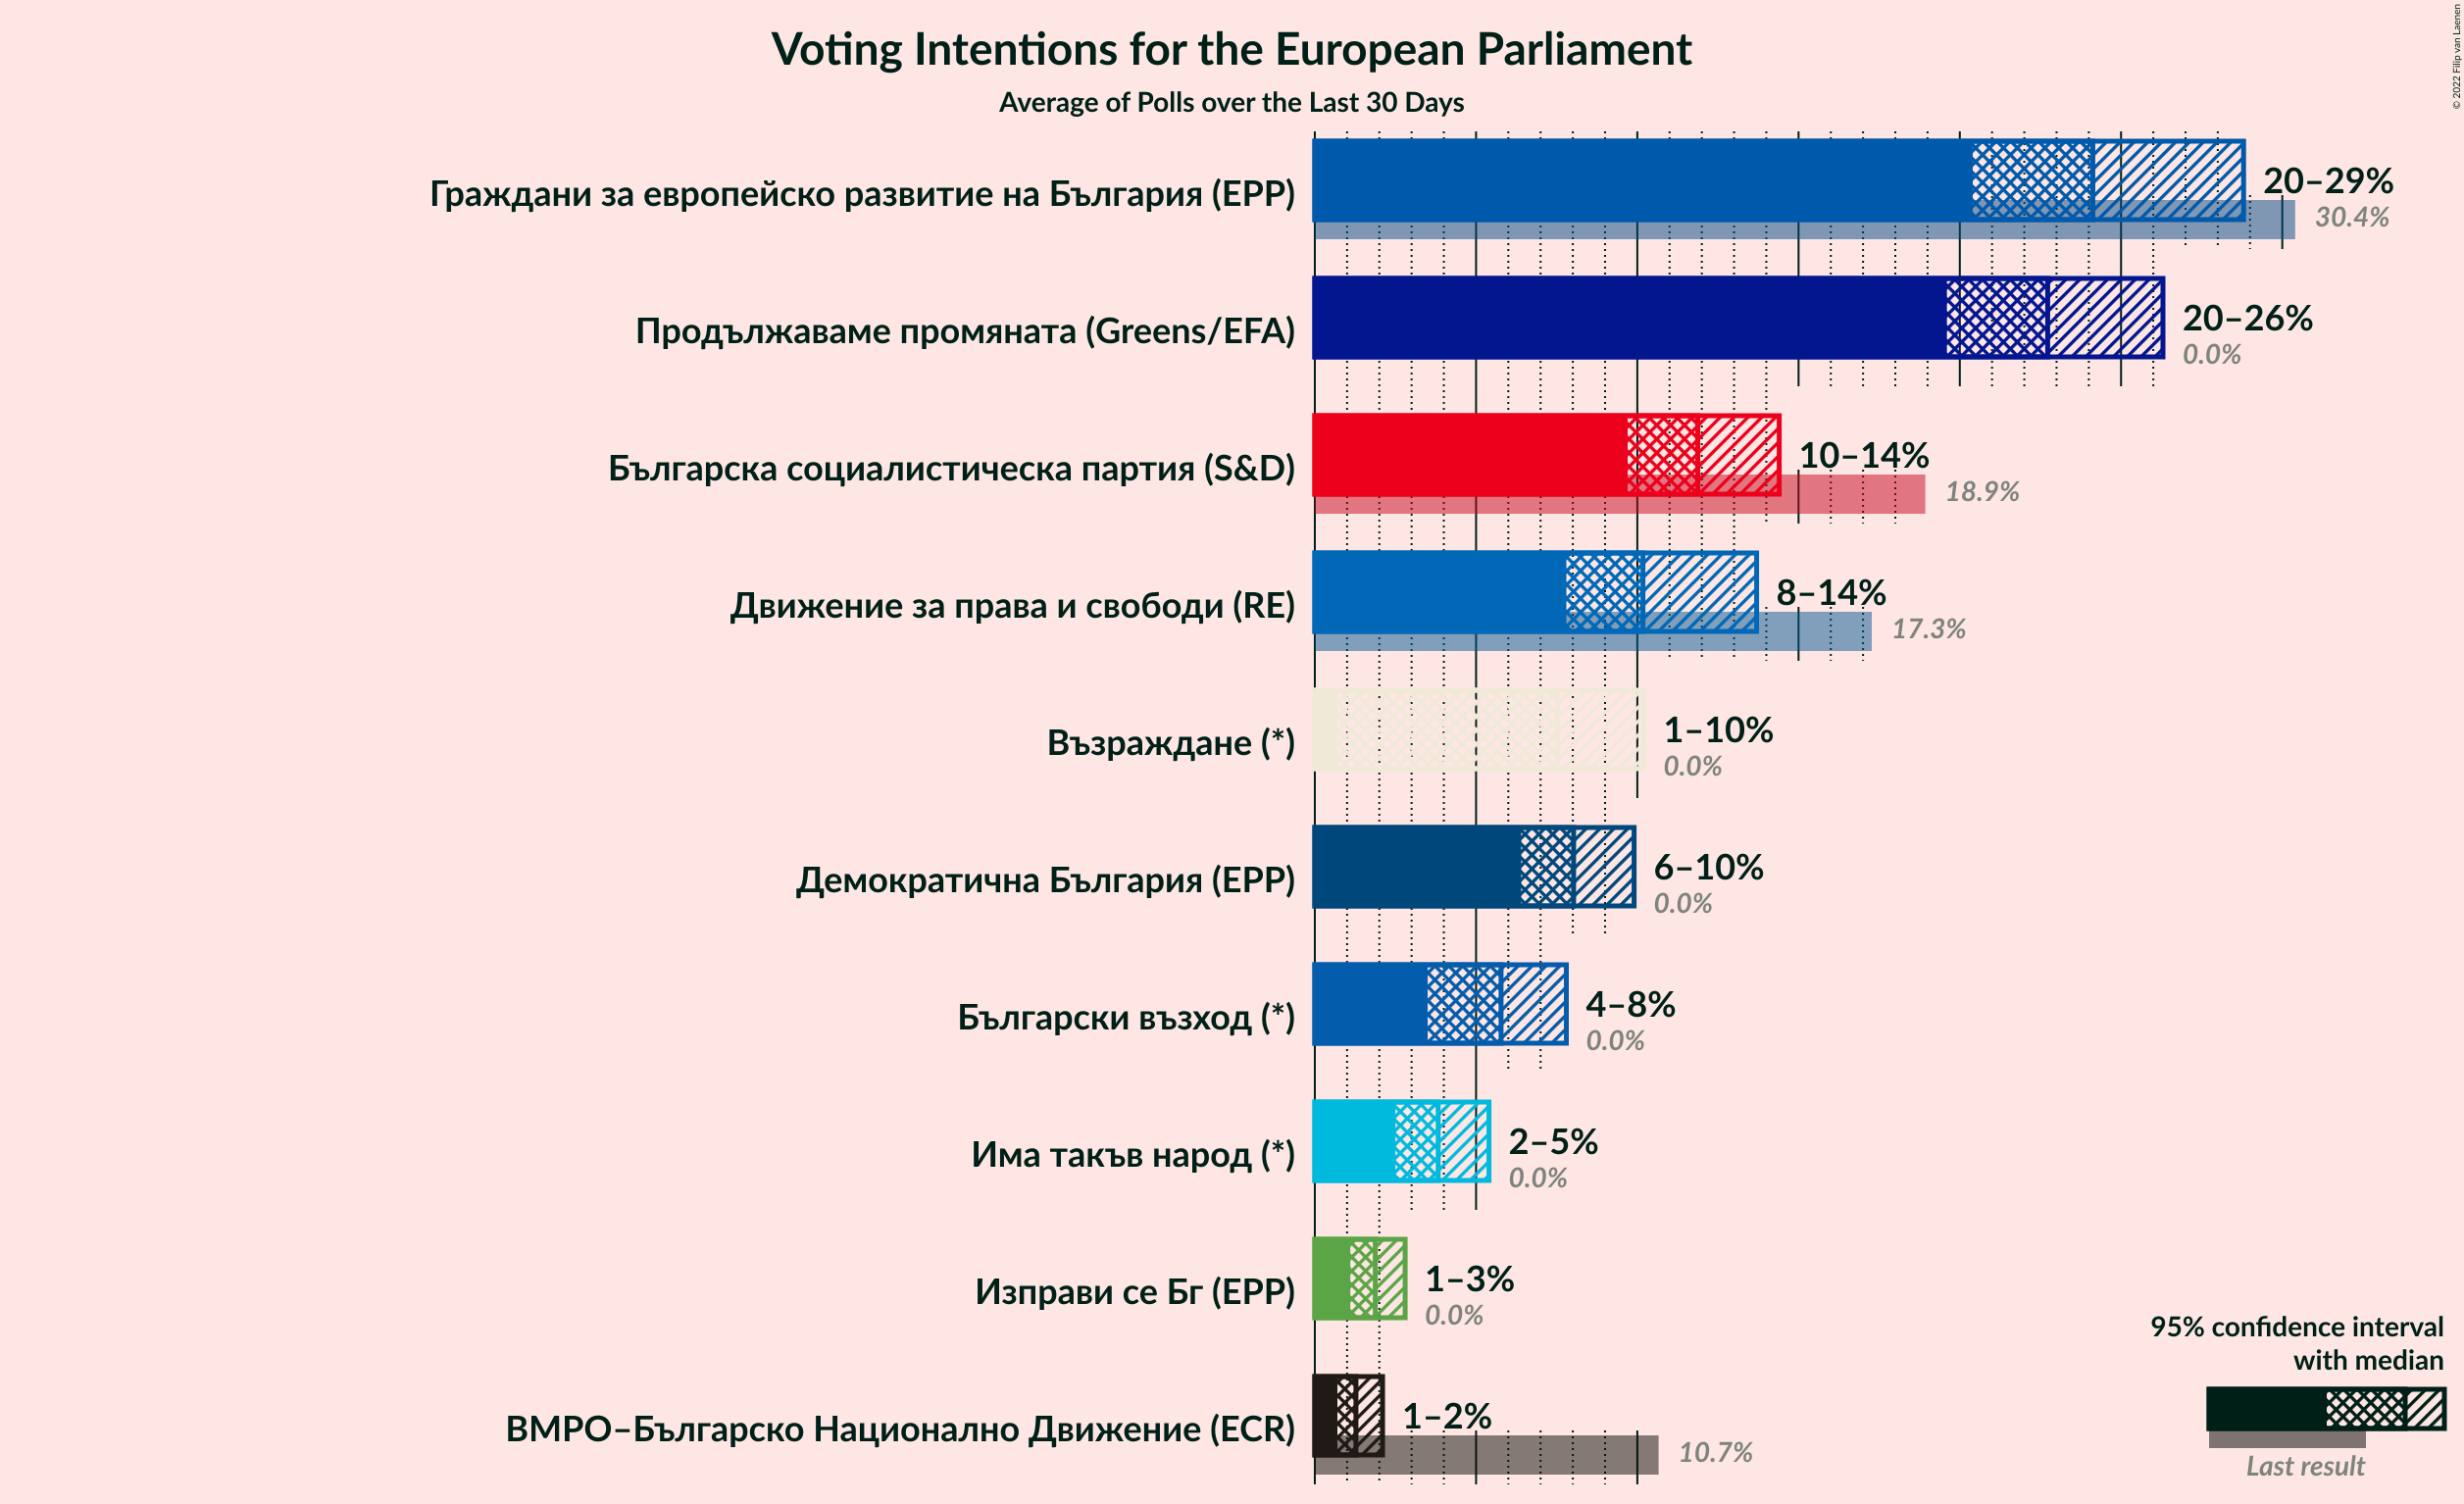 © 2022 Filip van Laenen
Voting Intentions for the European Parliament
Average of Polls over the Last 30 Days
Граждани за европейско развитие на България (EPP)
20–29%
30.4%
Продължаваме промяната (Greens/EFA)
20–26%
0.0%
Българска социалистическа партия (S&D)
10–14%
18.9%
Движение за права и свободи (RE)
8–14%
17.3%
Възраждане (*)
1–10%
0.0%
Демократична България (EPP)
6–10%
0.0%
Български възход (*)
4–8%
0.0%
Има такъв народ (*)
2–5%
0.0%
Изправи се Бг (EPP)
1–3%
0.0%
ВМРО–Българско Национално Движение (ECR)
1–2%
10.7%
95% confidence interval
with median
Last result